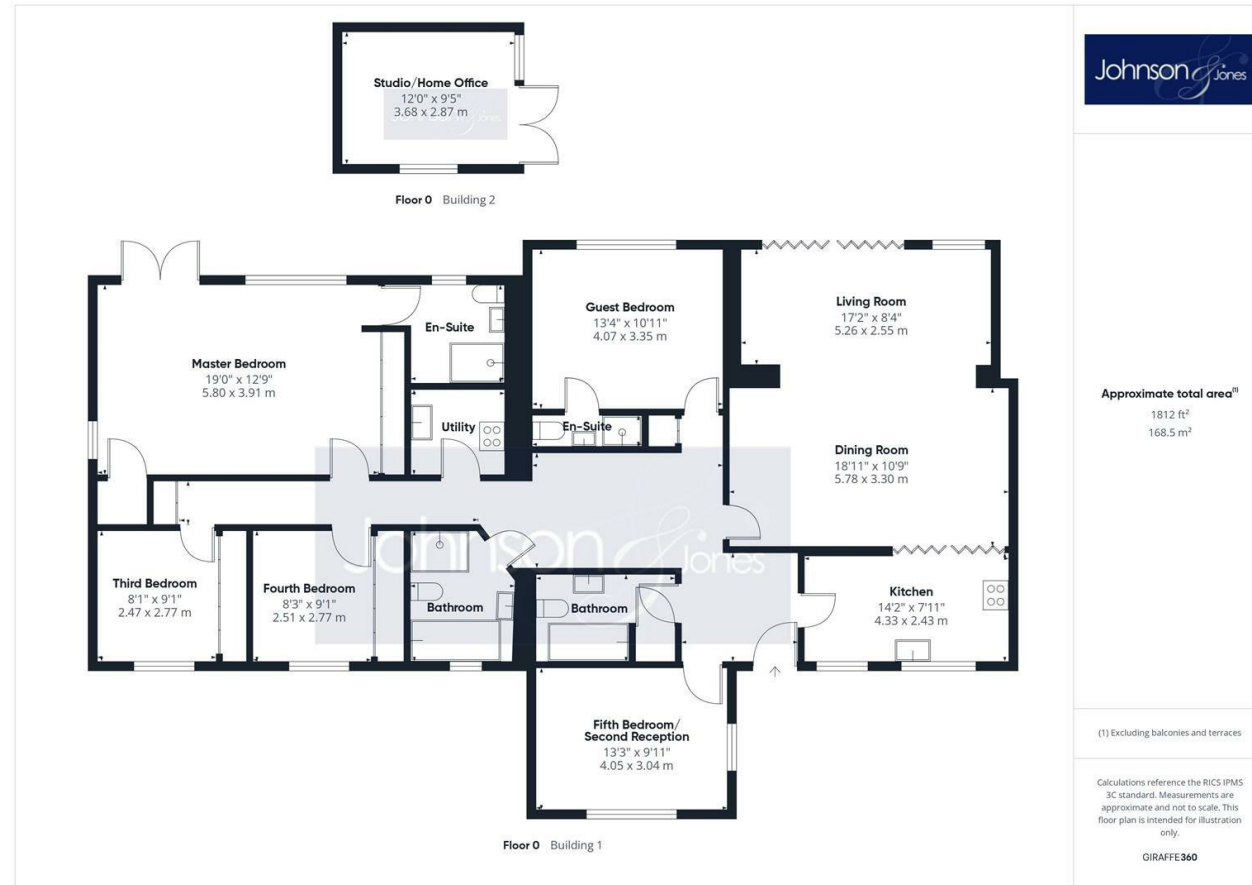 Studio/Home Office
12'0" x 9'5"
3.68 x 2.87 m
Floor 0 Building 2
Johnson & Jones
Guest Bedroom
13'4" x 10'11"
4.07 x 3.35 m
Living Room
17'2" x 8'4"
5.26 x 2.55 m
En-Suite
Master Bedroom
19'0" x 12'9"
5.80 x 3.91 m
Utility
En-Suite
Dining Room
18'11" x 10'9"
5.78 x 3.30 m
Johnson & Jones
Third Bedroom
8'1" x 9'1"
2.47 x 2.77 m
Fourth Bedroom
8'3" x 9'1"
2.51 x 2.77 m
Bathroom
Bathroom
Kitchen
14'2" x 7'11"
4.33 x 2.43 m
Fifth Bedroom/
Second Reception
13'3" x 9'11"
4.05 x 3.04 m
Floor 0 Building 1
Approximate total area(1)
1812 ft²
168.5 m²
(1) Excluding balconies and terraces
Calculations reference the RICS IPMS
3C standard. Measurements are
approximate and not to scale. This
floor plan is intended for illustration
only.
GIRAFFE360